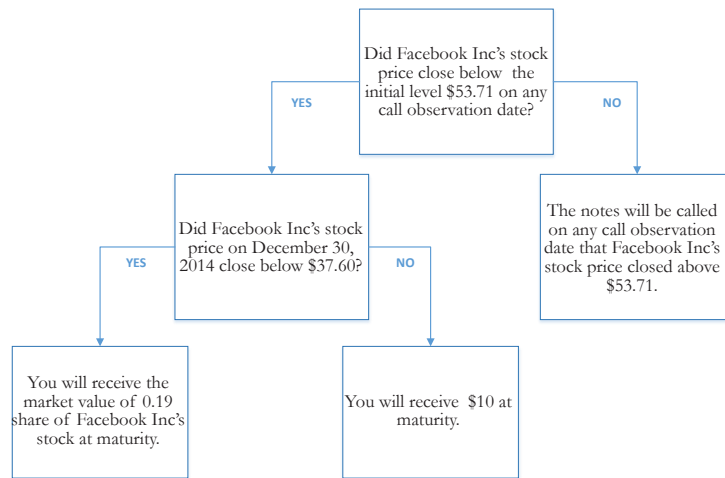 Did Facebook Inc's stock
price close below the
initial level $53.71 on any
call observation date?
YES
NO
Did Facebook Inc's stock
price on December 30,
2014 close below $37.60?
The notes will be called
on any call observation
date that Facebook Inc's
stock price closed above
$53.71.
YES
NO
You will receive the
market value of 0.19
share of Facebook Inc's
stock at maturity.
You will receive $10 at
maturity.